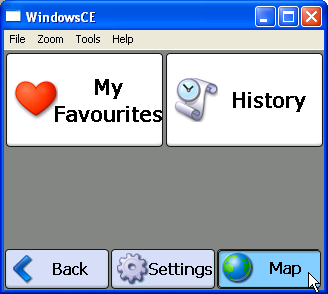 WindowsCE
File Zoom Tools Help
My
Favourites
History
Back
Settings
Map